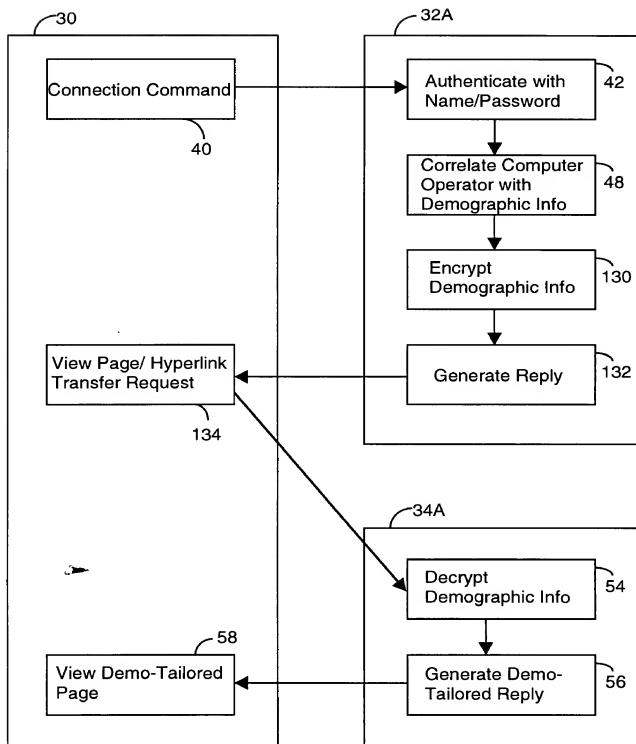 30
32A
Connection Command
40
Authenticate with
Name/Password
42
Correlate Computer
Operator with
Demographic Info
48
Encrypt
Demographic Info
130
View Page/ Hyperlink
Transfer Request
134
Generate Reply
132
34A
Decrypt
Demographic Info
54
58
View Demo-Tailored
Page
Generate Demo-
Tailored Reply
56